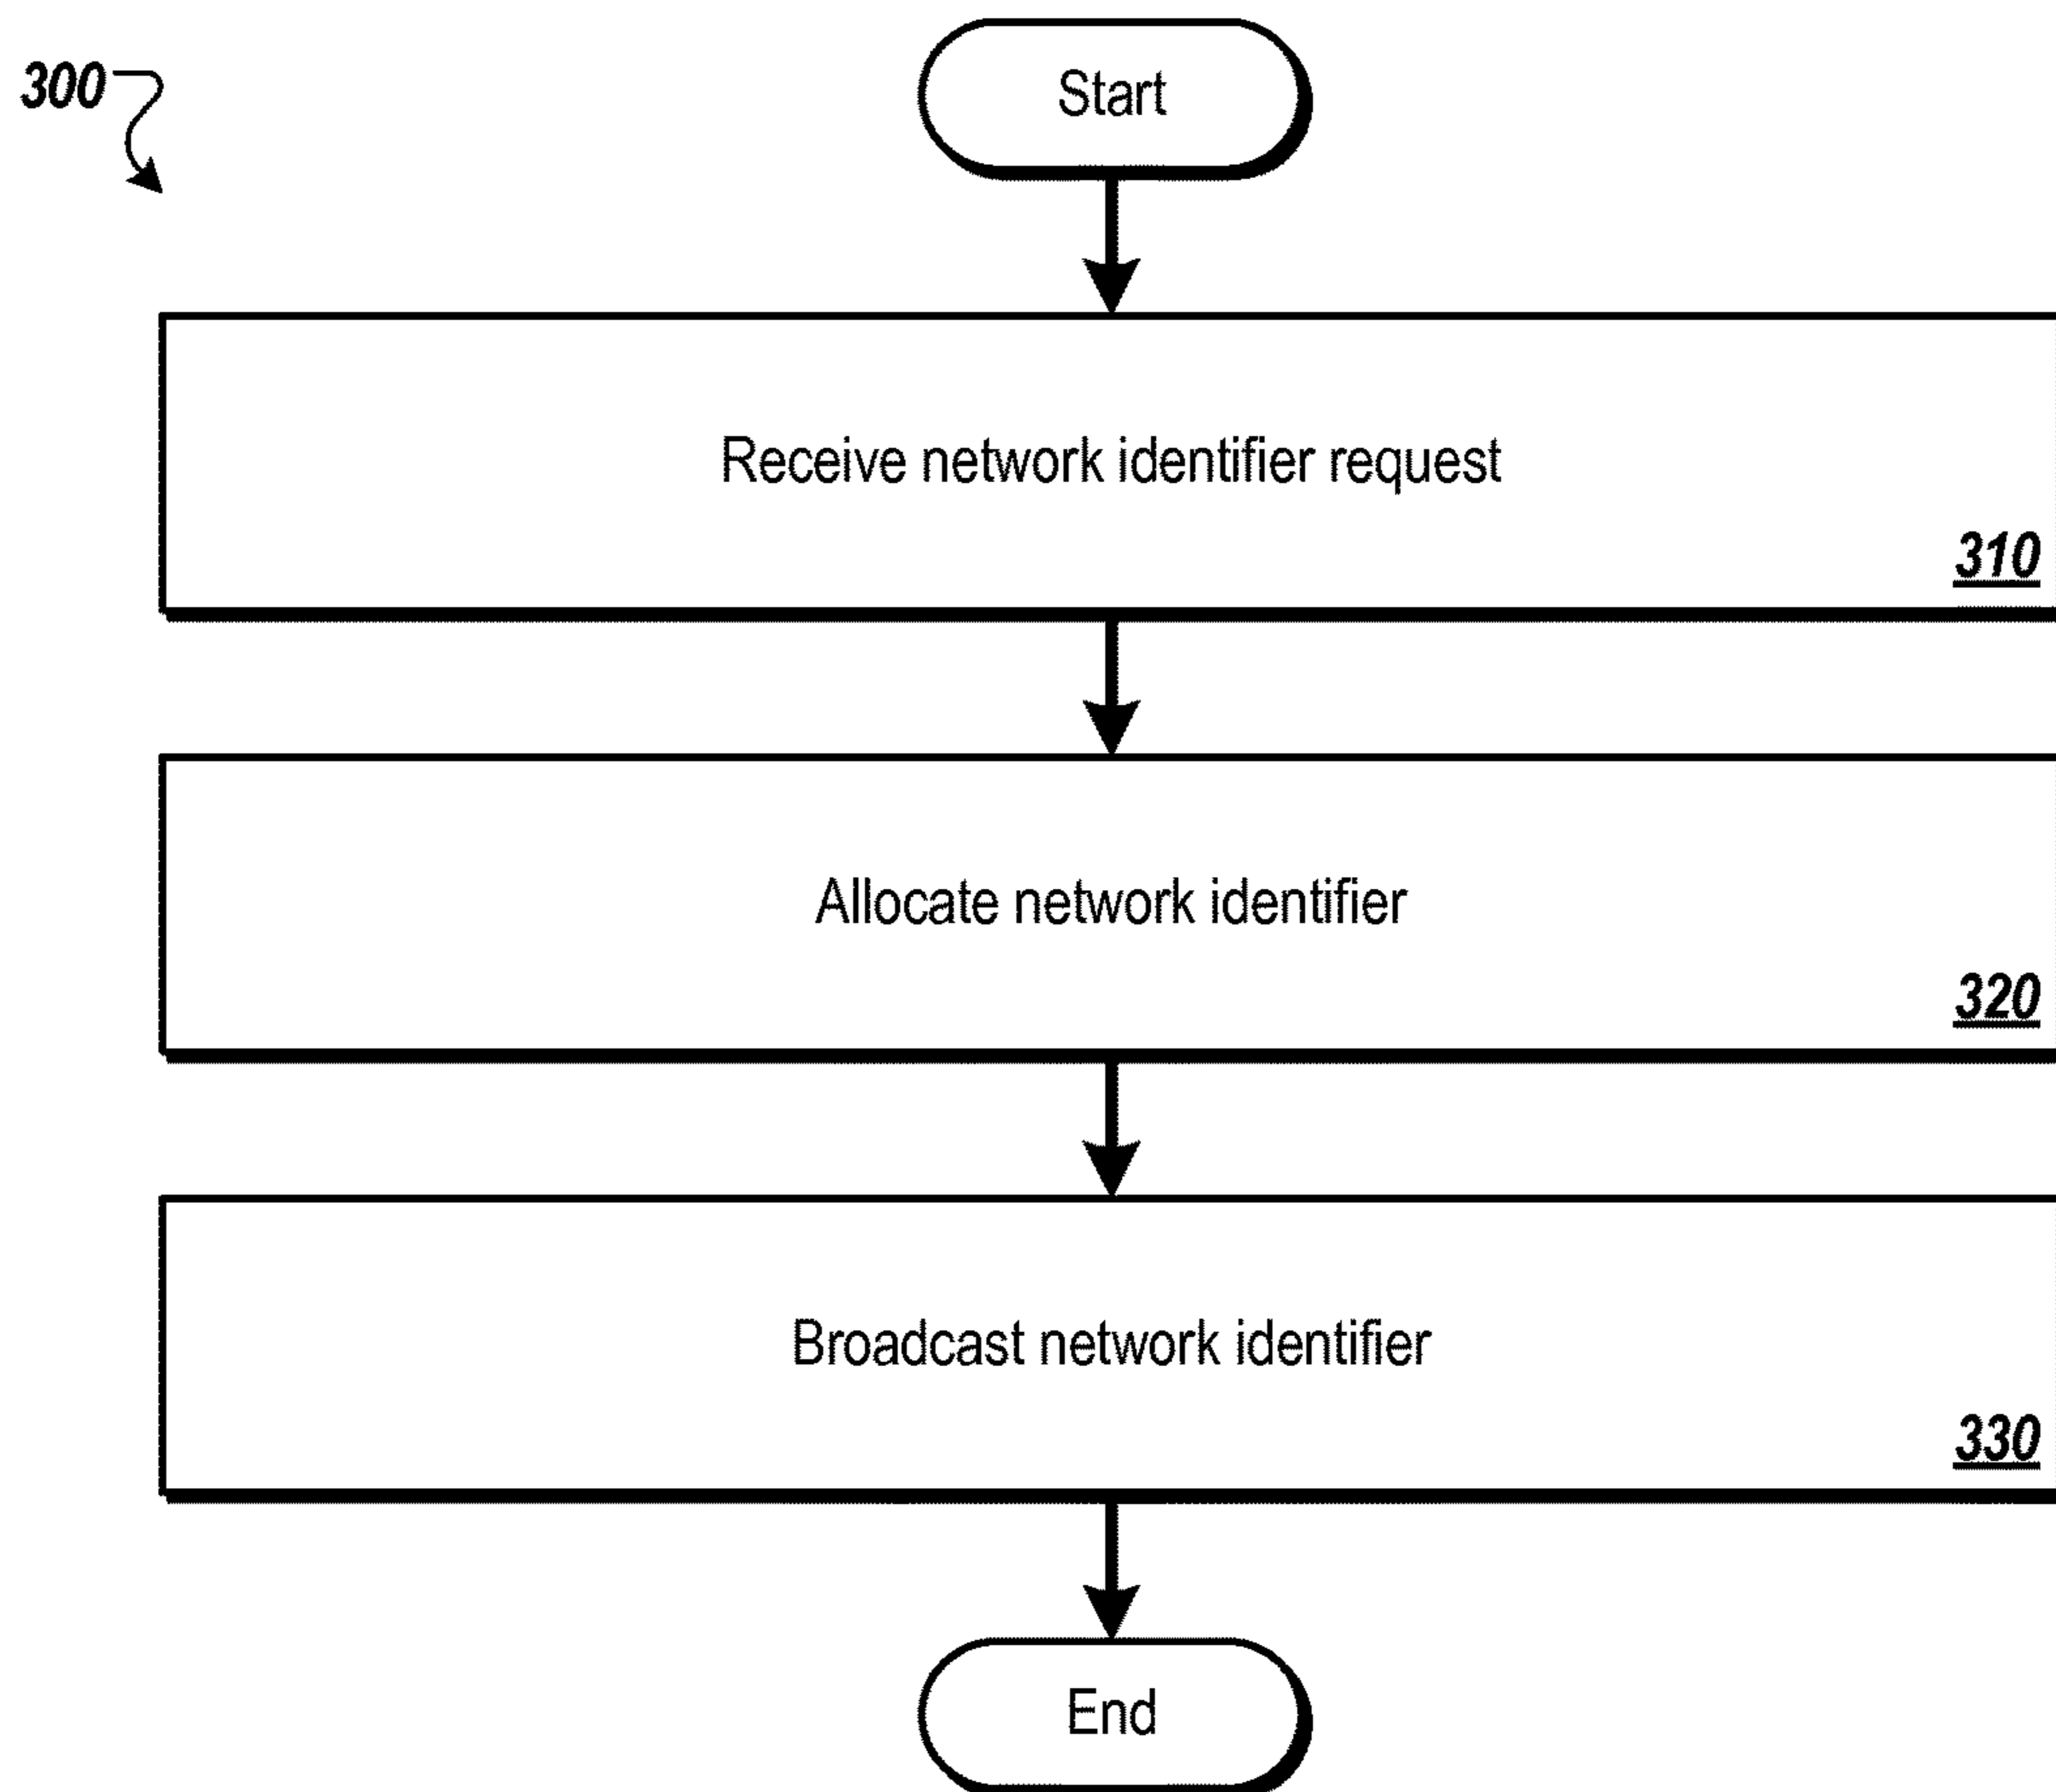 300
Start
Receive network identifier request
310
Allocate network identifier
320
Broadcast network identifier
330
End